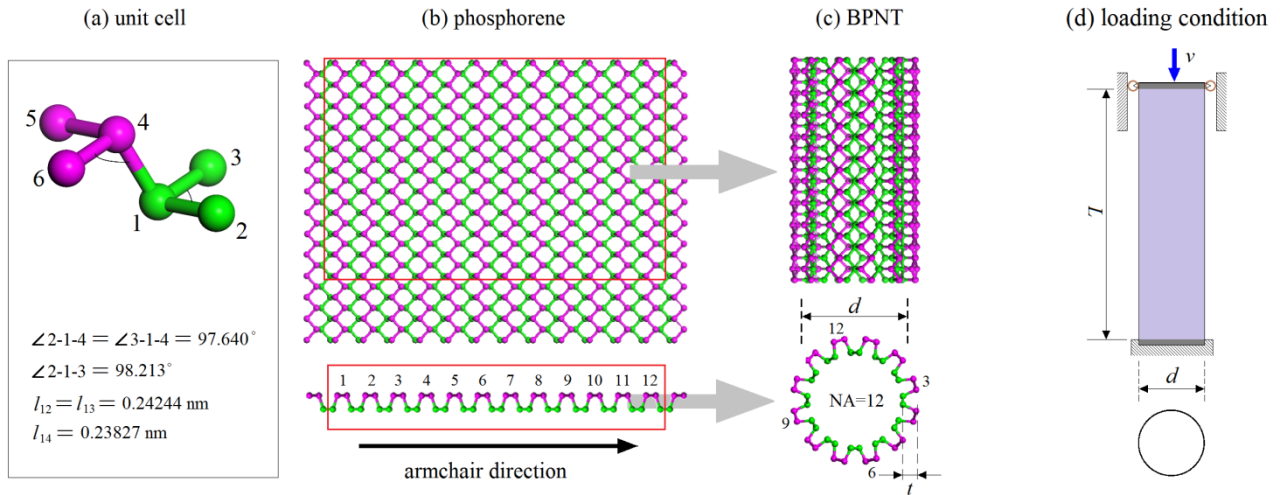 (a) unit cell
(b) phosphorene
(c) BPNT
(d) loading condition
5
4
6
3
1
2
∠2-1-4 = ∠3-1-4 = 97.640°
∠2-1-3 = 98.213°
l12 = l13 = 0.24244 nm
l14 = 0.23827 nm
1 2 3 4 5 6 7 8 9 10 11 12
armchair direction
d
12
3
NA=12
9
6
t
v
T
d